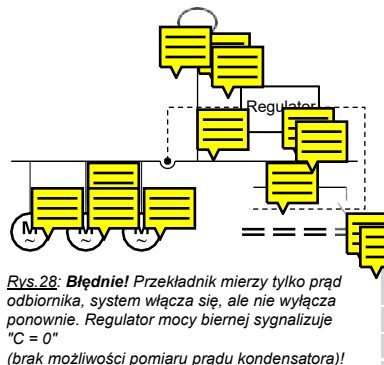 Regulator
M
~
M
~
M
~
Rys.28: Błędnie! Przekładnik mierzy tylko prąd
odbiornika, system włącza się, ale nie wyłącza
ponownie. Regulator mocy biernej sygnalizuje
"C = 0"
(brak możliwości pomiaru prądu kondensatora)!